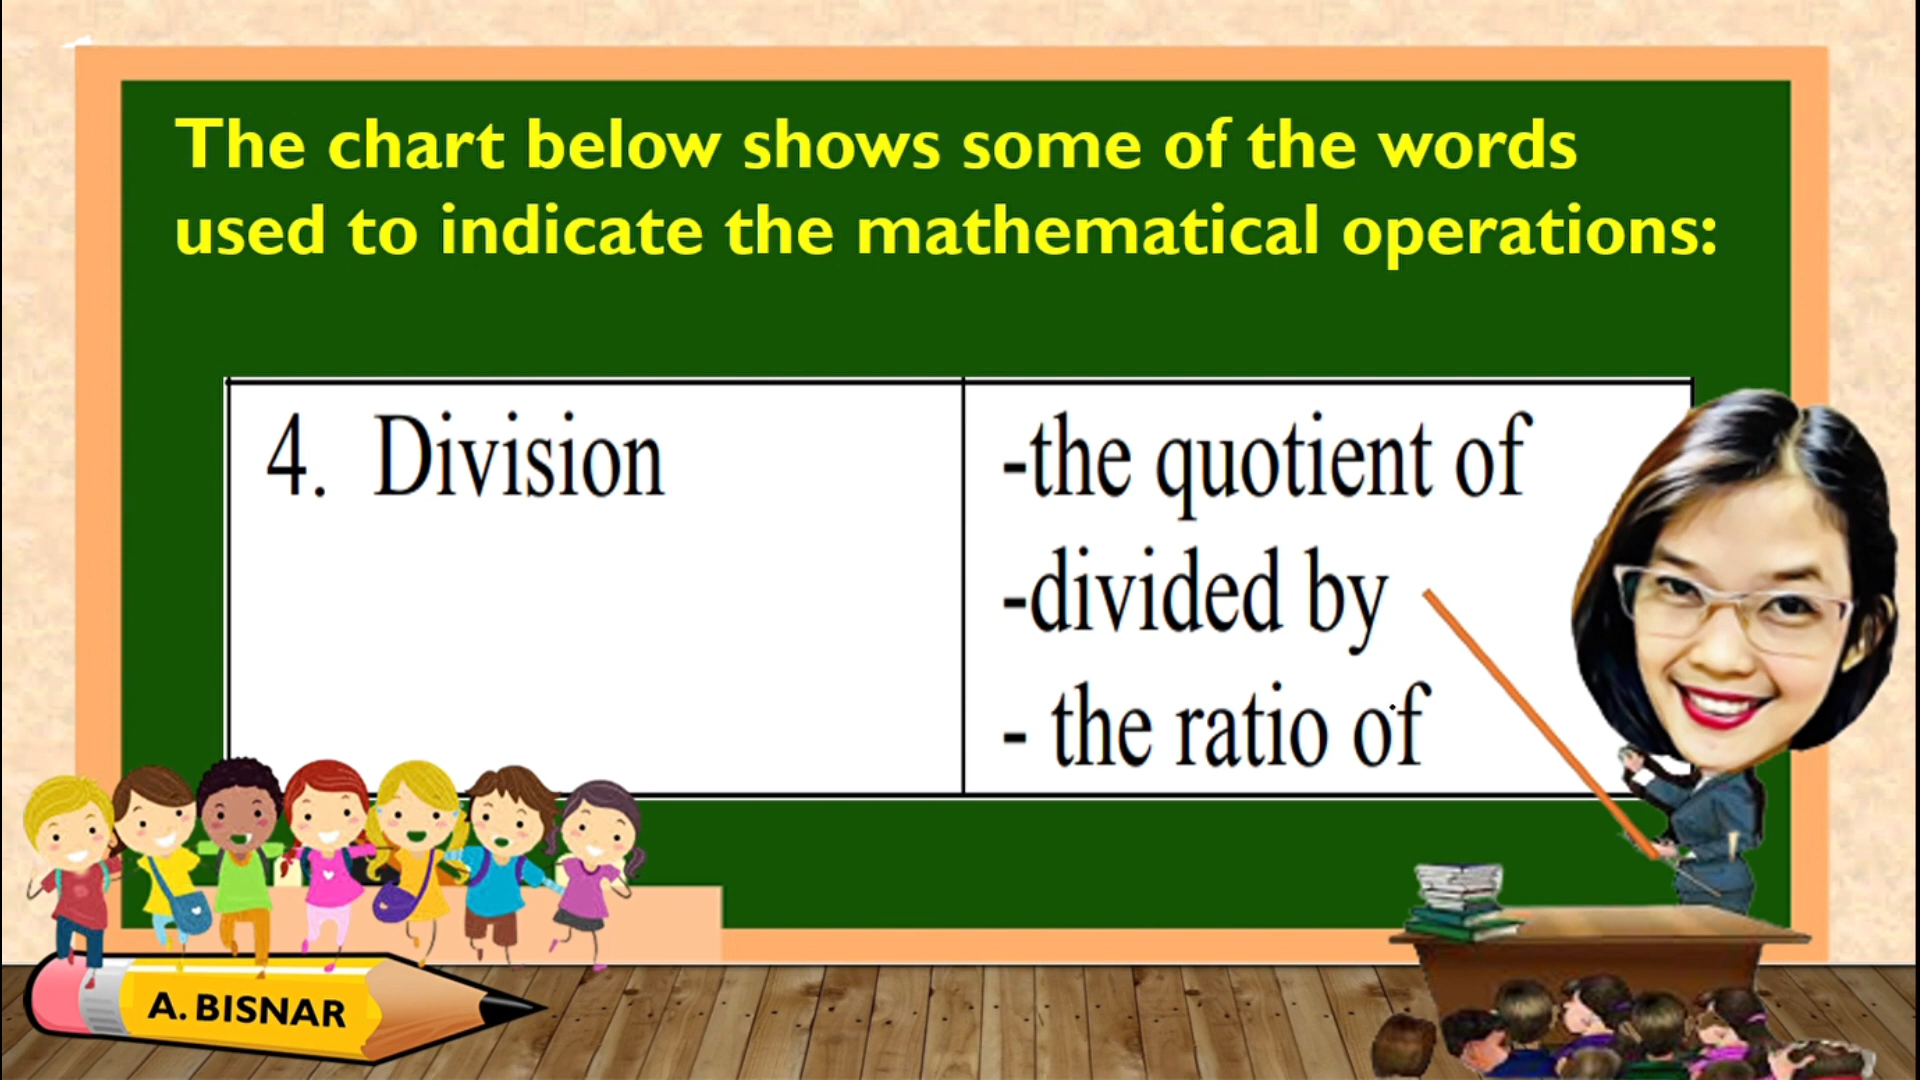 The chart below shows some of the words
used to indicate the mathematical operations:
4. Division
-the quotient of
-divided by
- the ratio of
A. BISNAR